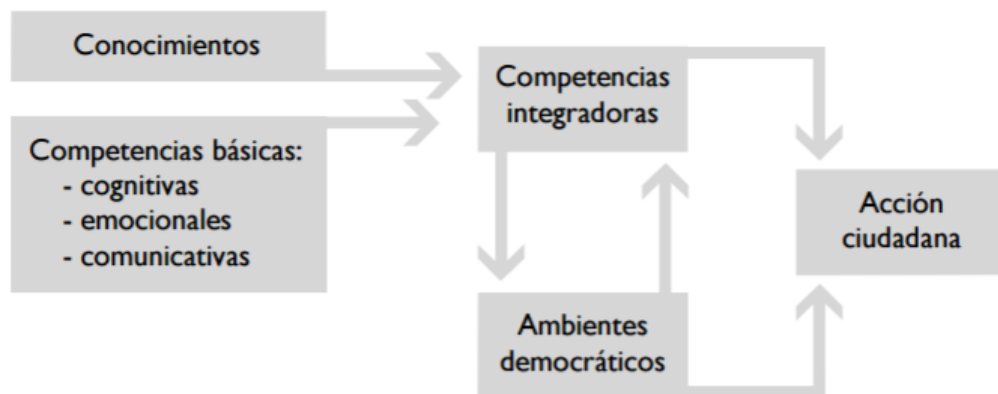 Conocimientos
Competencias básicas:
- cognitivas
- emocionales
- comunicativas
Competencias
integradoras
Ambientes
democráticos
Acción
ciudadana